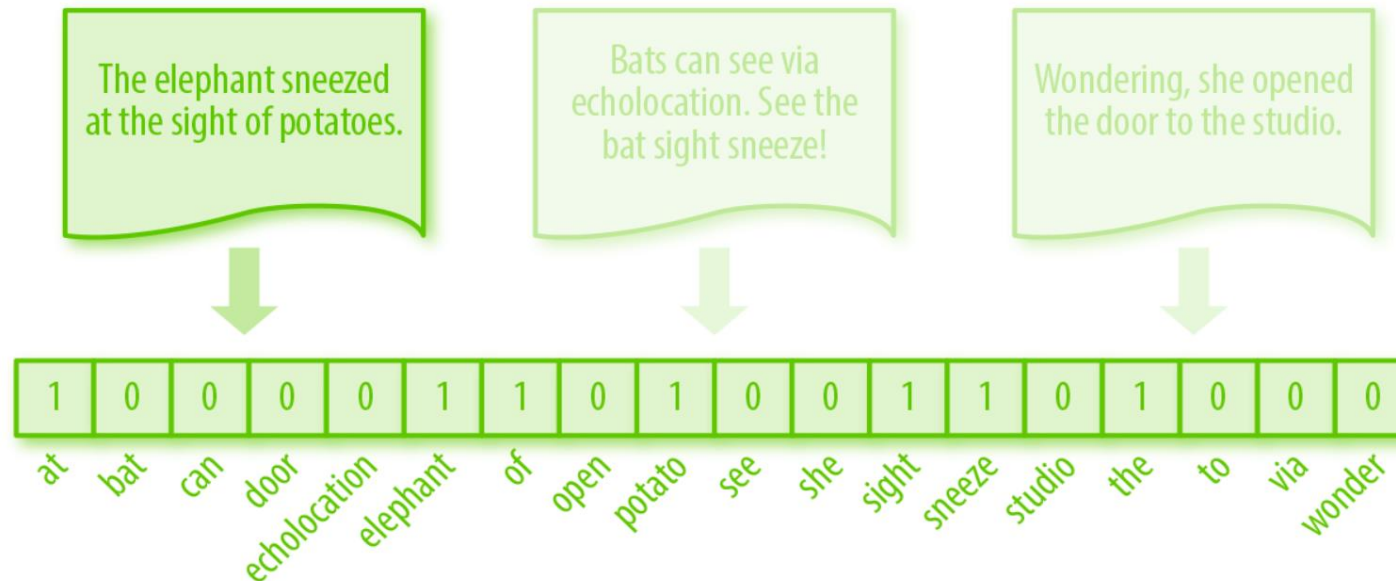 The elephant sneezed
at the sight of potatoes.
Bats can see via
echolocation. See the
bat sight sneeze!
Wondering, she opened
the door to the studio.
1 0 0 0 0 1 1 0 1 0 0 1 1 0 1 0 0 0
at bat can door echolocation elephant of open potato see she sight sneeze studio the to via wonder